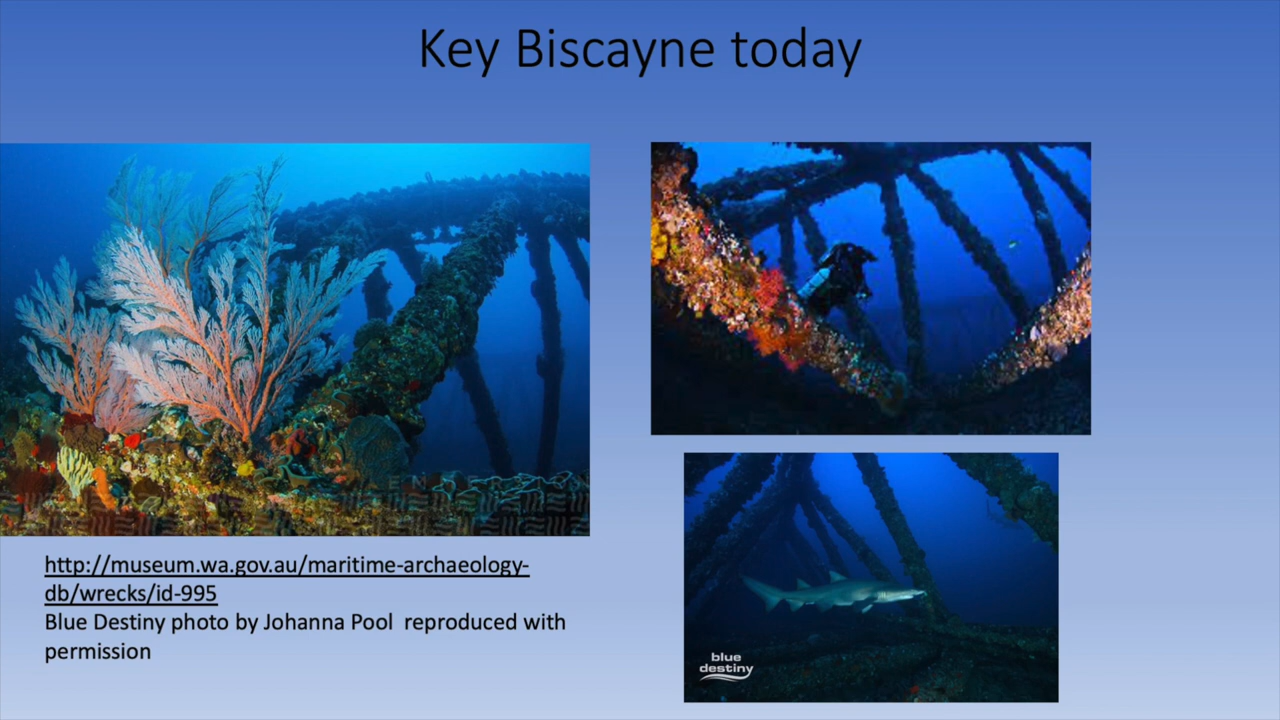 Key Biscayne today
http://museum.wa.gov.au/maritime-archaeology-
db/wrecks/id-995
Blue Destiny photo by Johanna Pool reproduced with
permission
blue
destiny